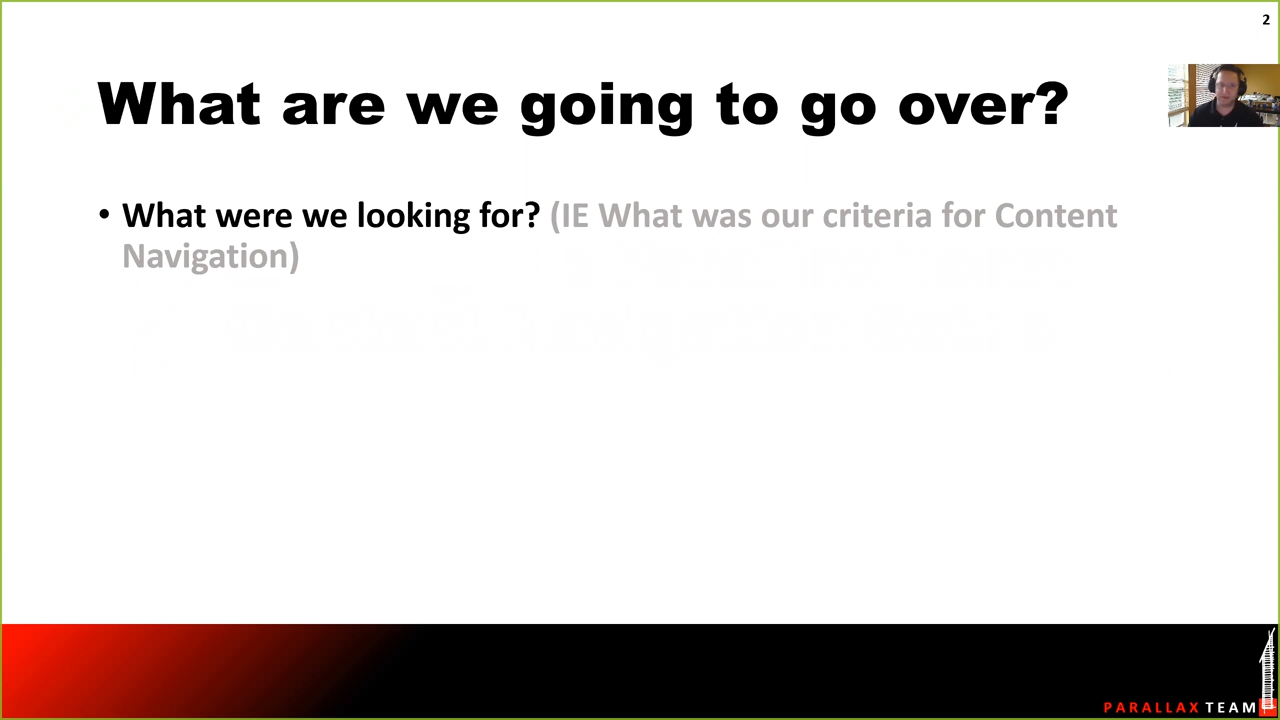 2
What are we going to go over?
• What were we looking for? (IE What was our criteria for Content
Navigation)
PARALLAX TEAM